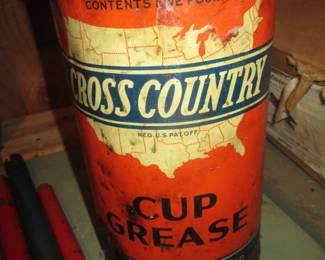 CONTENTS FIVE POUNDS
CROSS COUNTRY
REG. U.S. PAT OFF.
CUP
GREASE